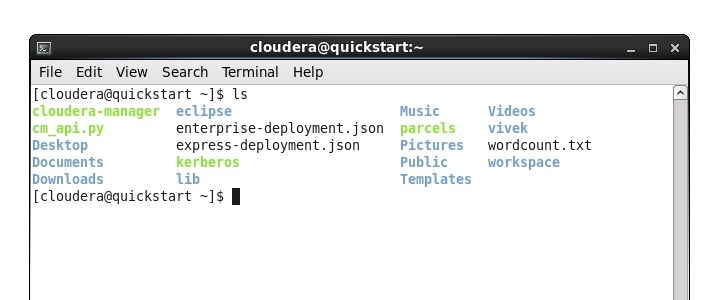 cloudera@quickstart:~
File Edit View Search Terminal Help
[cloudera@quickstart ~]$ ls
cloudera-manager eclipse Music Videos
cm_api.py enterprise-deployment.json parcels vivek
Desktop express-deployment.json Pictures wordcount.txt
Documents kerberos Public workspace
Downloads lib Templates
[cloudera@quickstart ~]$